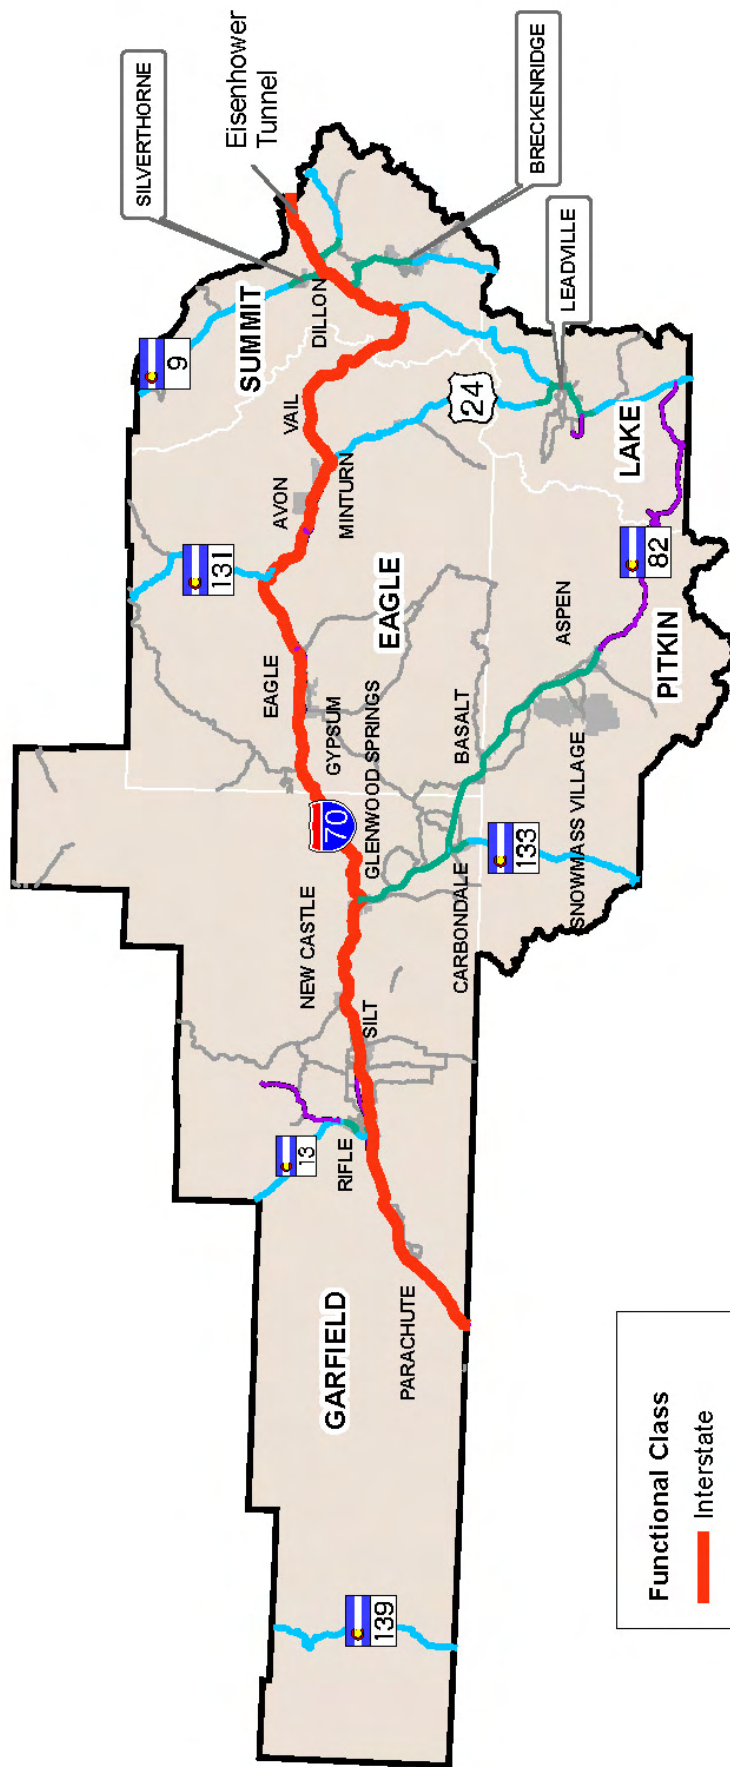 Eisenhower
Tunnel
SILVERTHORNE
BRECKENRIDGE
LEADVILLE
9
SUMMIT
DILLON
VAIL
24
LAKE
AVON
MINTURN
131
EAGLE
82
ASPEN
PITKIN
EAGLE
GYPSUM
GLENWOOD SPRINGS
BASALT
SNOWMASS VILLAGE
70
133
CARBONDALE
NEW CASTLE
SILT
13
RIFLE
PARACHUTE
GARFIELD
139
Functional Class
Interstate